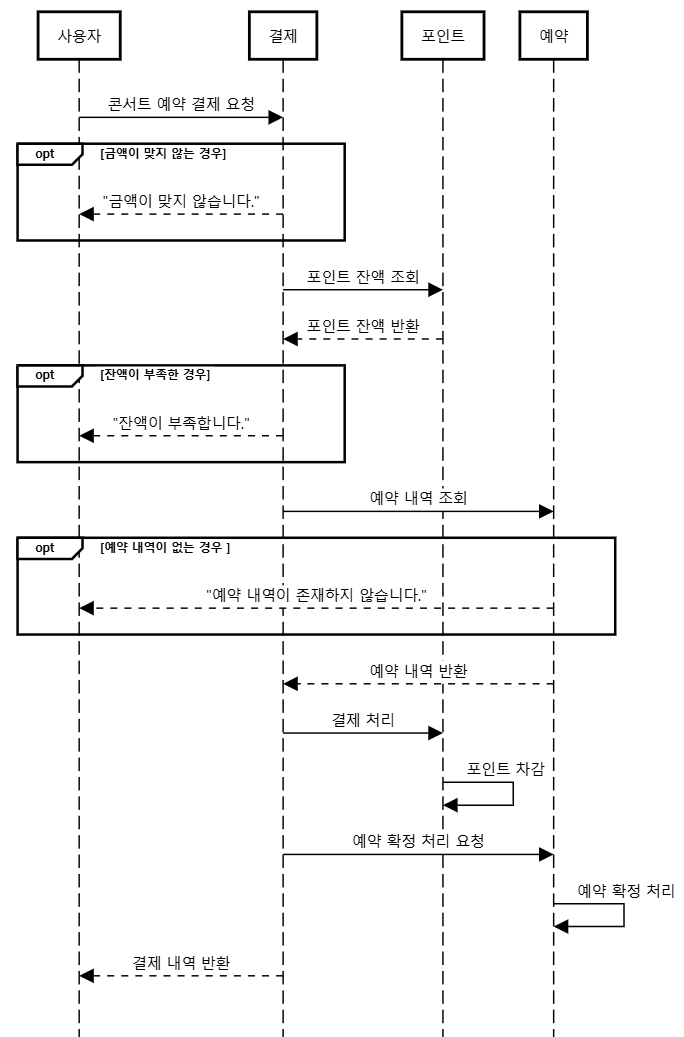 사용자
결제
포인트
예약
콘서트 예약 결제 요청
opt
[금액이 맞지 않는 경우]
"금액이 맞지 않습니다."
포인트 잔액 조회
포인트 잔액 반환
opt
[잔액이 부족한 경우]
"잔액이 부족합니다."
예약 내역 조회
opt
[예약 내역이 없는 경우 ]
"예약 내역이 존재하지 않습니다."
예약 내역 반환
결제 처리
포인트 차감
예약 확정 처리 요청
예약 확정 처리
결제 내역 반환